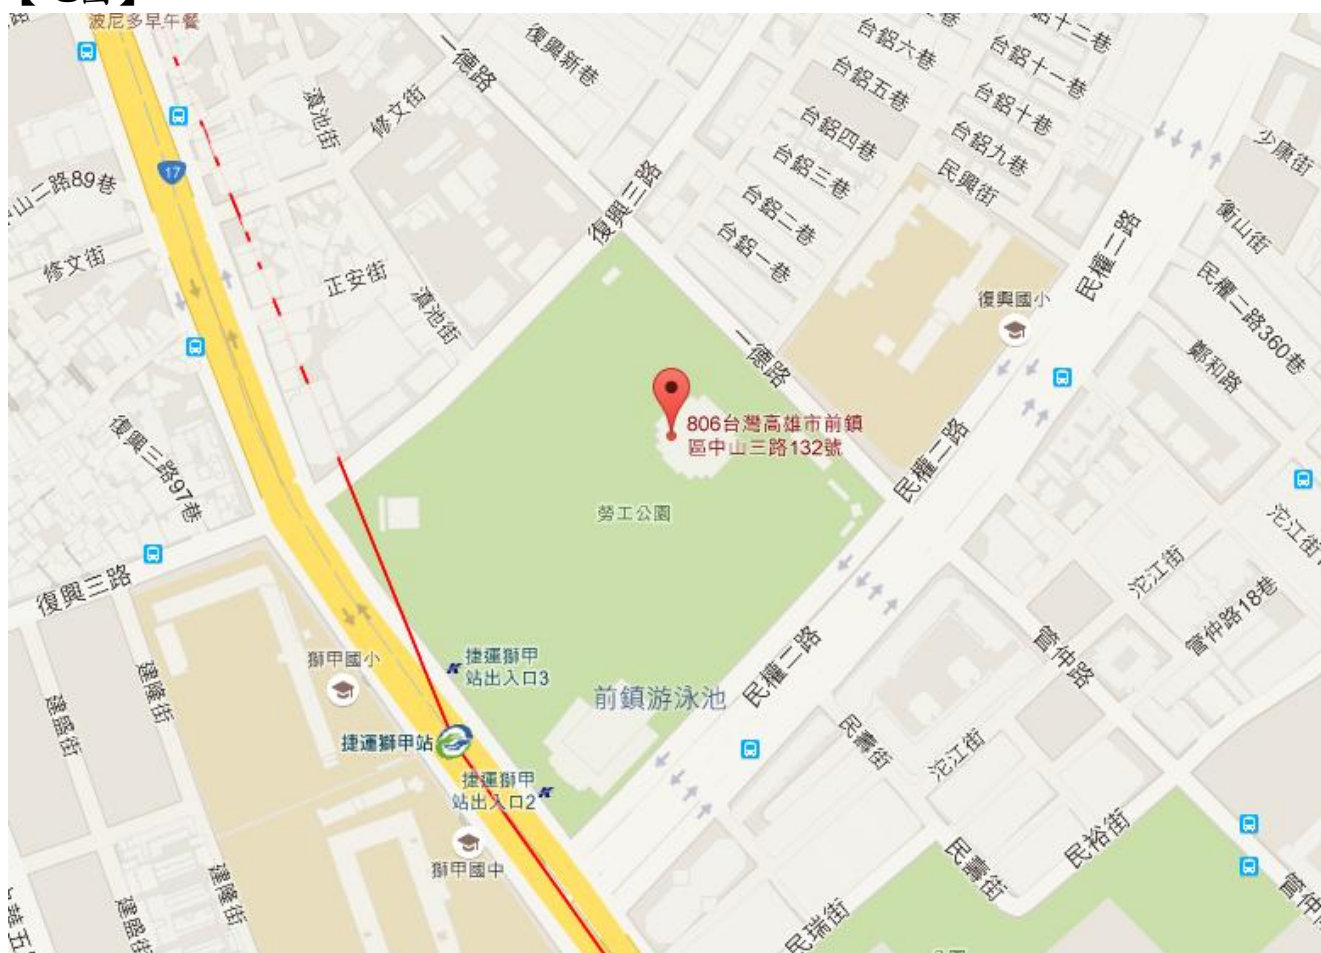 波尼多早午餐
一德路
復興新巷
台鋁六巷
台鋁十一巷
台鋁五巷
台鋁十巷
少康街
滇池街
修文街
台鋁四巷
台鋁九巷
17
山二路89巷
復興三路
台鋁三巷
民興街
台鋁二巷
民權二路
衡山街
修文街
正安街
台鋁一巷
滇池街
復興國小
民權二路360巷
一德路
鄭和路
806台灣高雄市前鎮
區中山三路132號
復興三路97巷
民權二路
勞工公園
沱江街
沱江街
復興三路
管仲路18巷
獅甲國小
捷運獅甲
站出入口3
民權二路
管仲路
建隆街
建盛街
前鎮游泳池
民壽街
沱江街
捷運獅甲站
捷運獅甲
站出入口2
民裕街
獅甲國中
民壽街
建隆街
建盛街
管仲
民瑞街